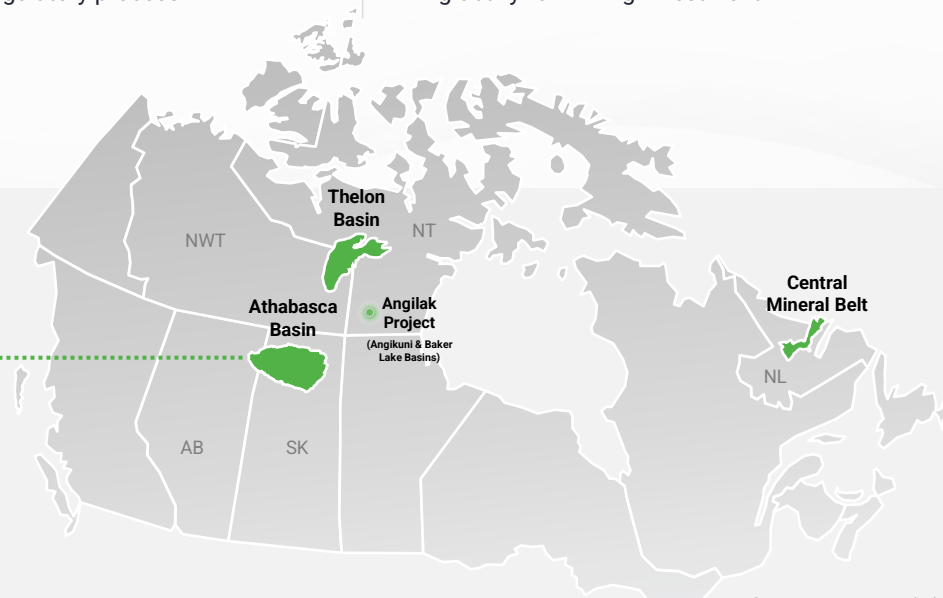 Thelon
Basin
NWT
NT
Athabasca
Basin
Angilak
Project
(Angikuni & Baker
Lake Basins)
Central
Mineral Belt
NL
AB
SK